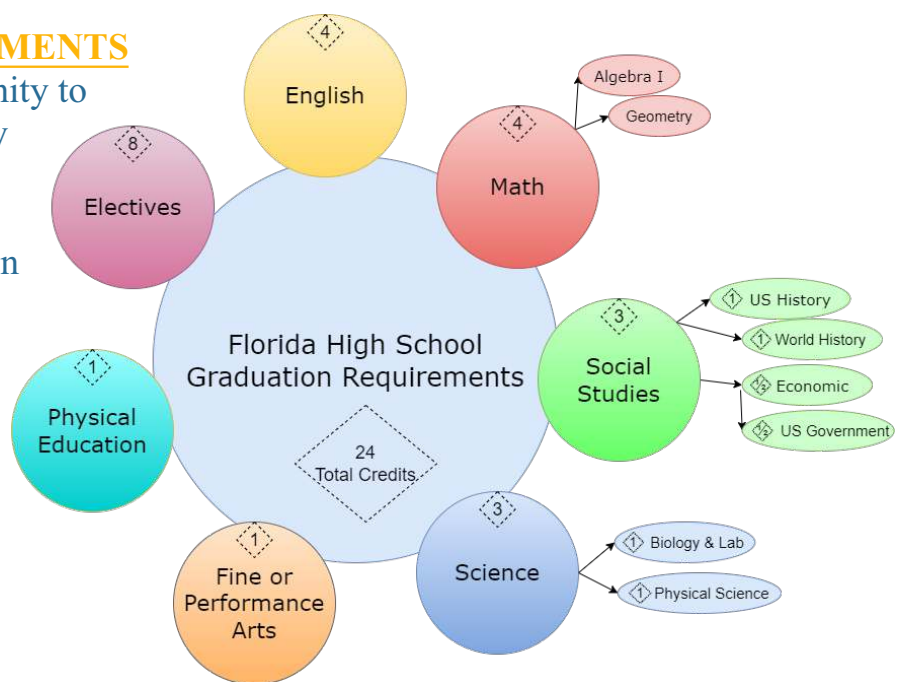 MENTS
nity to
y
n
4
English
4
Math
Algebra I
Geometry
8
Electives
3
Social
Studies
1 US History
1 World History
½ Economic
½ US Government
Florida High School
Graduation Requirements
24
Total Credits
1
Physical
Education
3
Science
1 Biology & Lab
1 Physical Science
1
Fine or
Performance
Arts